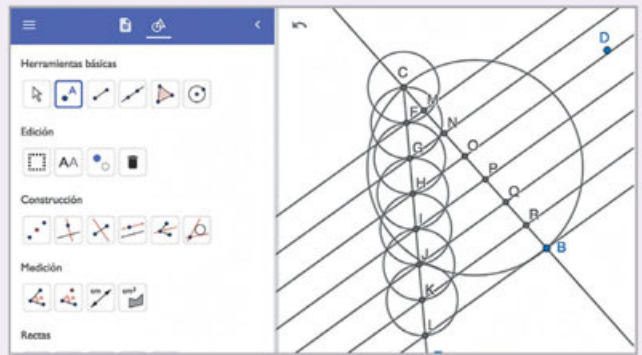 Herramientas básicas
A
Edición
AA
Construcción
Medición
cm
cm²
Rectas
D
C
M
F
N
G
O
P
H
Q
I
R
J
B
K
L